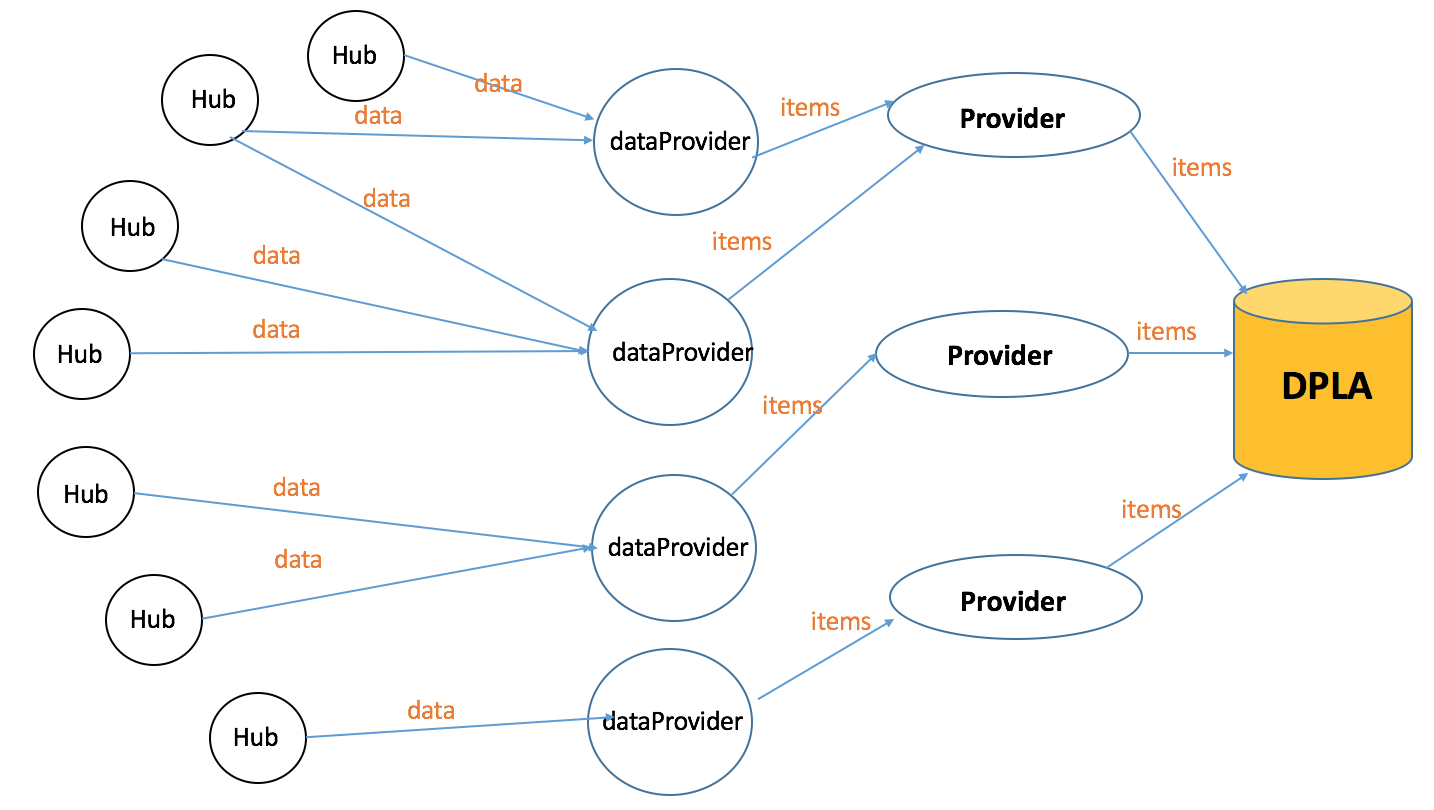 Hub
data
Hub
data
dataProvider
items
Provider
items
data
Hub
data
items
Hub
data
dataProvider
Provider
items
DPLA
items
Hub
data
data
dataProvider
items
Hub
Provider
items
Hub
data
dataProvider